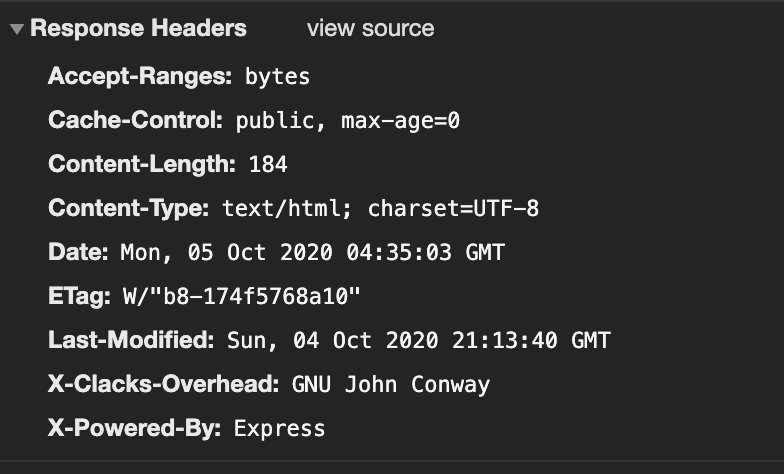 Response Headers view source
Accept-Ranges: bytes
Cache-Control: public, max-age=0
Content-Length: 184
Content-Type: text/html; charset=UTF-8
Date: Mon, 05 Oct 2020 04:35:03 GMT
ETag: W/"b8-174f5768a10"
Last-Modified: Sun, 04 Oct 2020 21:13:40 GMT
X-Clacks-Overhead: GNU John Conway
X-Powered-By: Express